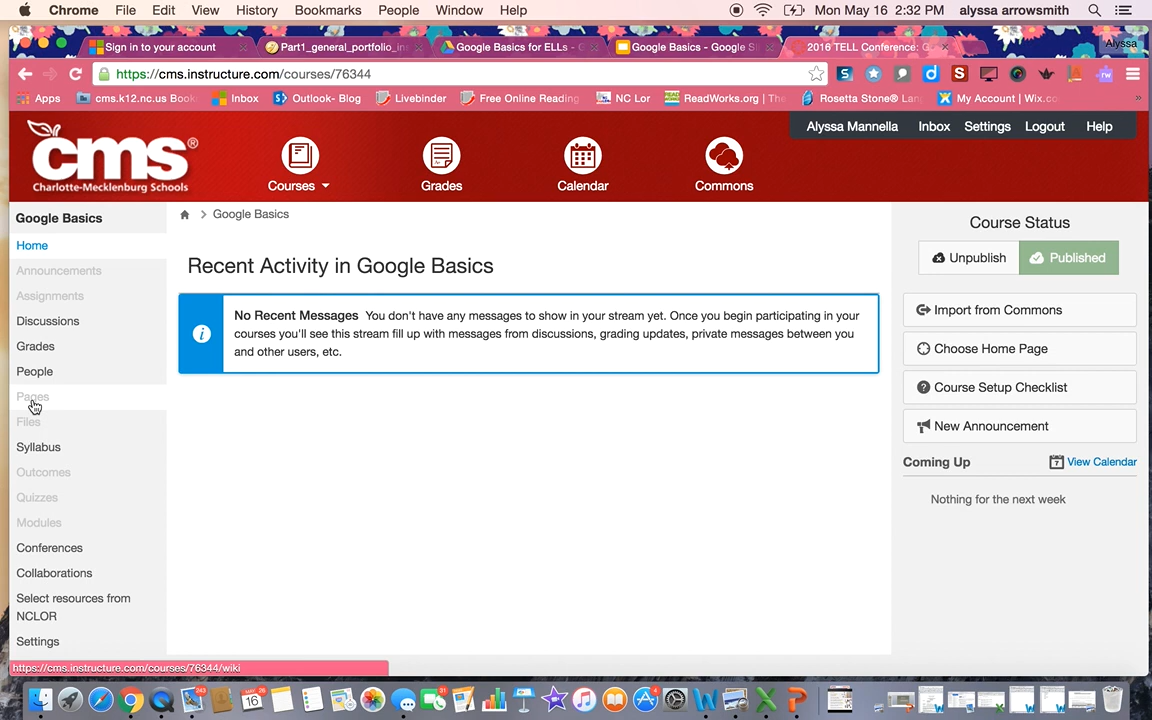 Chrome File Edit View History Bookmarks People Window Help Mon May 16 2:32 PM alyssa arrowsmith
Sign in to your account Part1_general_portfolio_in Google Basics for ELLs - G Google Basics - Google S 2016 TELL Conference: G Alyssa
https://cms.instructure.com/courses/76344
Apps cms.k12.nc.us Book Inbox Outlook- Blog Livebinder Free Online Reading NC Lor ReadWorks.org | The Rosetta Stone® Lan My Account | Wix.co »
cms®
Charlotte-Mecklenburg Schools
Courses Grades Calendar Commons
Alyssa Mannella Inbox Settings Logout Help
Google Basics
Home
Announcements
Assignments
Discussions
Grades
People
Pages
Files
Syllabus
Outcomes
Quizzes
Modules
Conferences
Collaborations
Select resources from
NCLOR
Settings
Google Basics
Recent Activity in Google Basics
No Recent Messages You don't have any messages to show in your stream yet. Once you begin participating in your
courses you'll see this stream fill up with messages from discussions, grading updates, private messages between you
and other users, etc.
Course Status
Unpublish Published
Import from Commons
Choose Home Page
Course Setup Checklist
New Announcement
Coming Up View Calendar
Nothing for the next week
https://cms.instructure.com/courses/76344/wiki